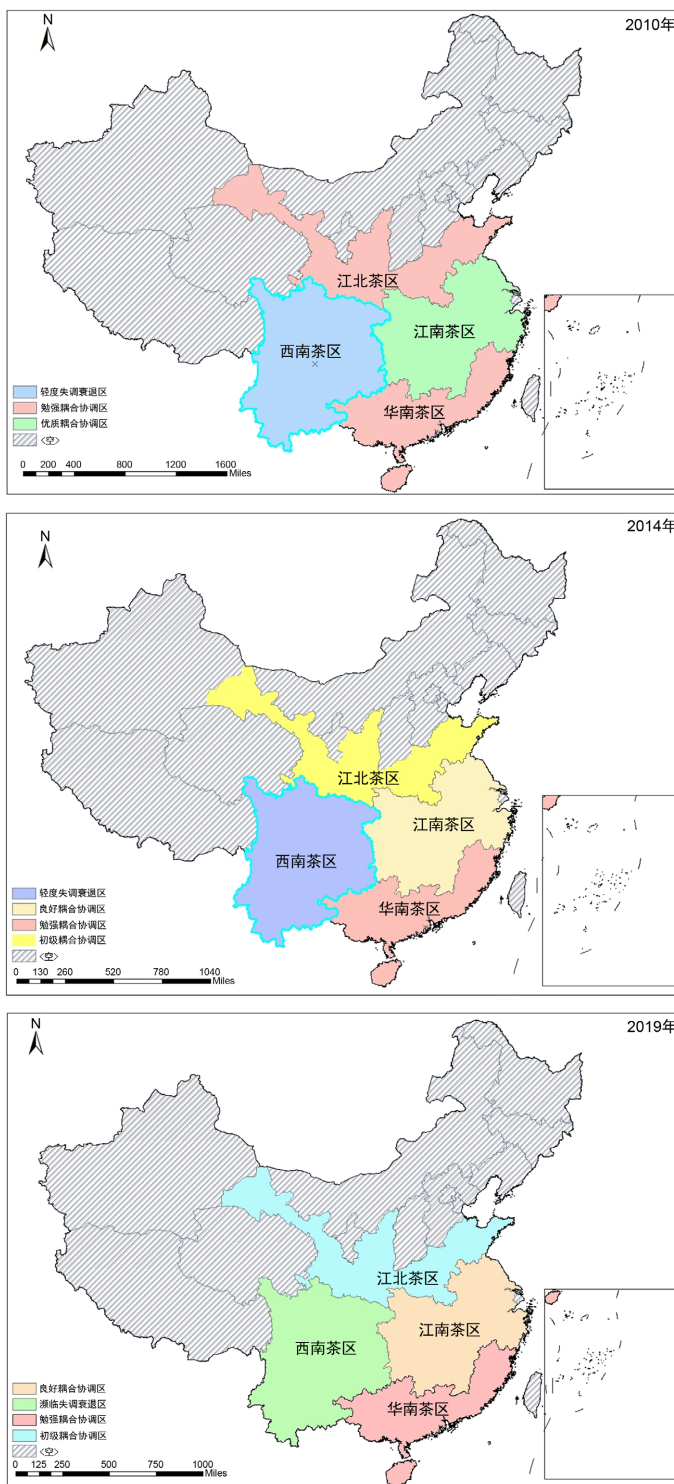 N
2010年
江北茶区
江南茶区
西南茶区
华南茶区
轻度失调衰退区
勉强耦合协调区
优质耦合协调区
<空>
0 200 400 800 1200 1600
Miles
N
2014年
江北茶区
江南茶区
西南茶区
华南茶区
轻度失调衰退区
良好耦合协调区
勉强耦合协调区
初级耦合协调区
<空>
0 130 260 520 780 1040
Miles
N
2019年
江北茶区
江南茶区
西南茶区
华南茶区
良好耦合协调区
濒临失调衰退区
勉强耦合协调区
初级耦合协调区
<空>
0 125 250 500 750 1000
Miles